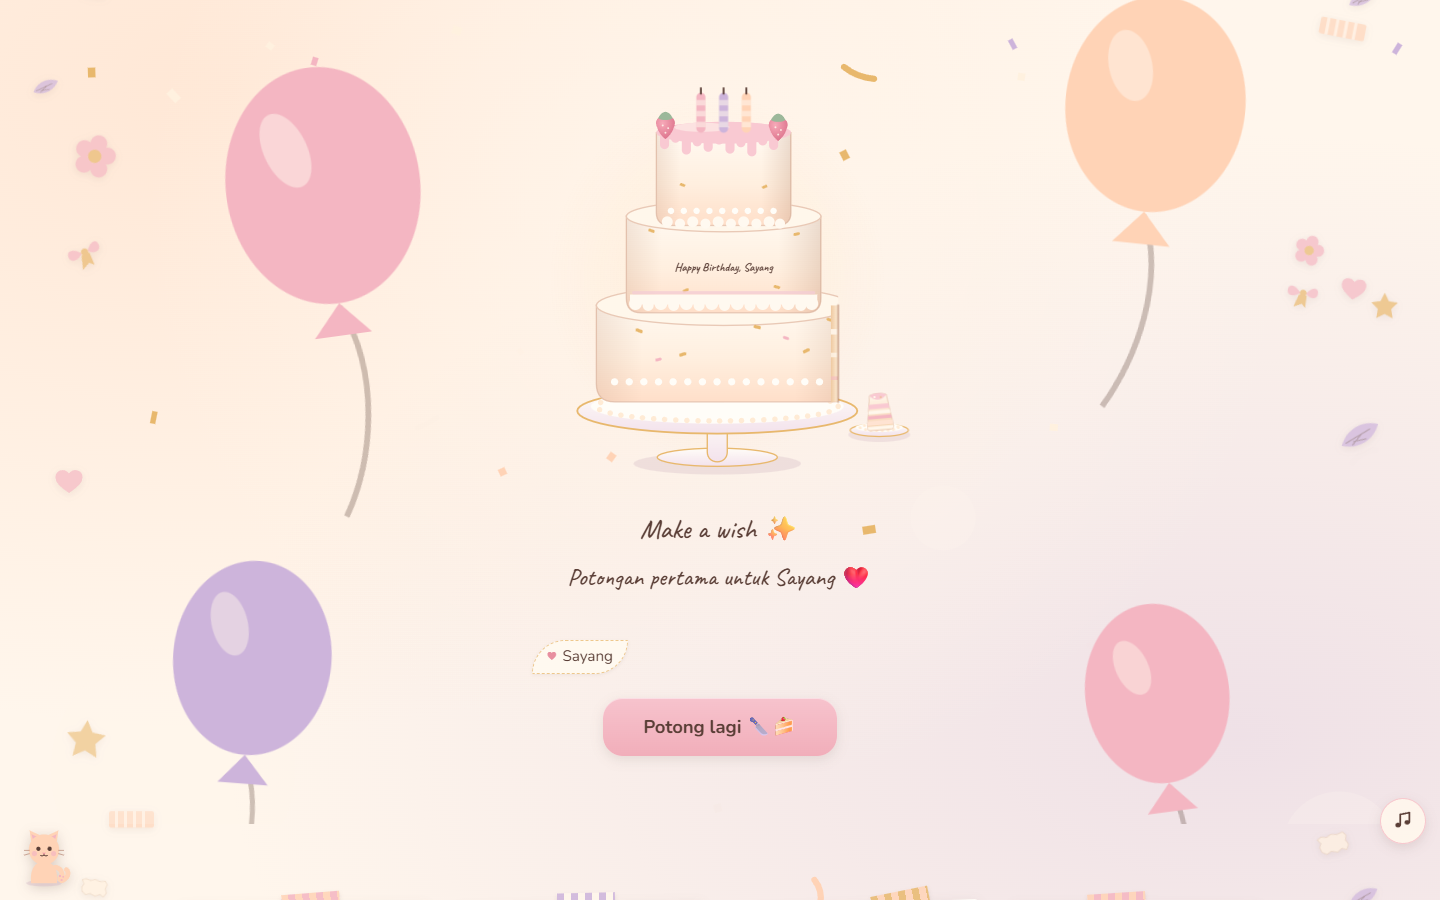 Happy Birthday, Sayang
Make a wish ✨
Potongan pertama untuk Sayang ❤️
Sayang
Potong lagi 🔪🍰